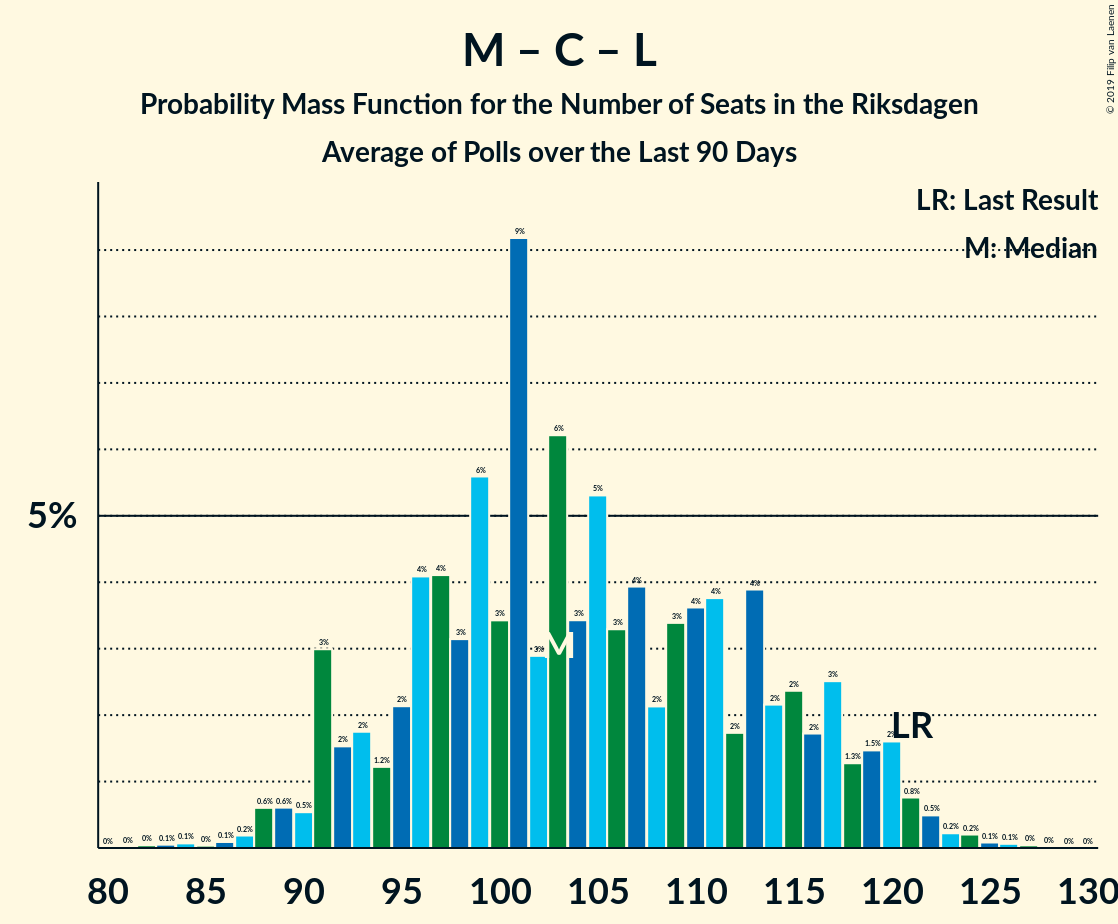 © 2019 Filip van Laenen
M – C – L
Probability Mass Function for the Number of Seats in the Riksdagen
Average of Polls over the Last 90 Days
LR: Last Result
M: Median
5%
0% 0% 0% 0.1% 0.1% 0% 0.1% 0.2% 0.6% 0.6% 0.5% 3% 2% 2% 1.2% 2% 4% 4% 3% 6% 3% 9% 3% 6% 3% 5% 3% 4% 2% 3% 4% 4% 2% 4% 2% 2% 2% 3% 1.3% 1.5% 2% 0.8% 0.5% 0.2% 0.2% 0.1% 0.1% 0% 0% 0% 0%
M
LR
80 85 90 95 100 105 110 115 120 125 130